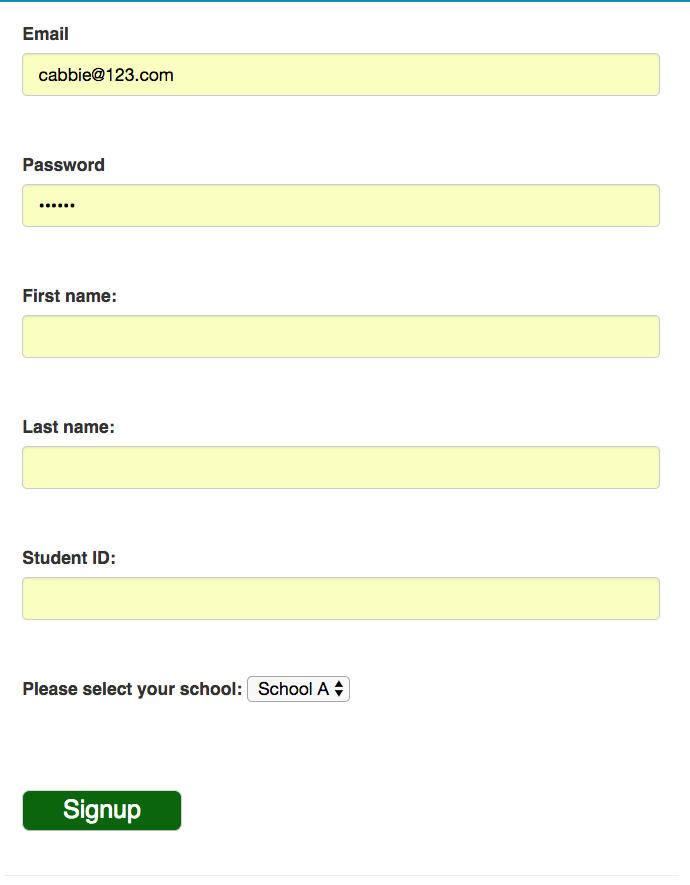 Email
cabbie@123.com
Password
••••••
First name:
Last name:
Student ID:
Please select your school: School A
Signup